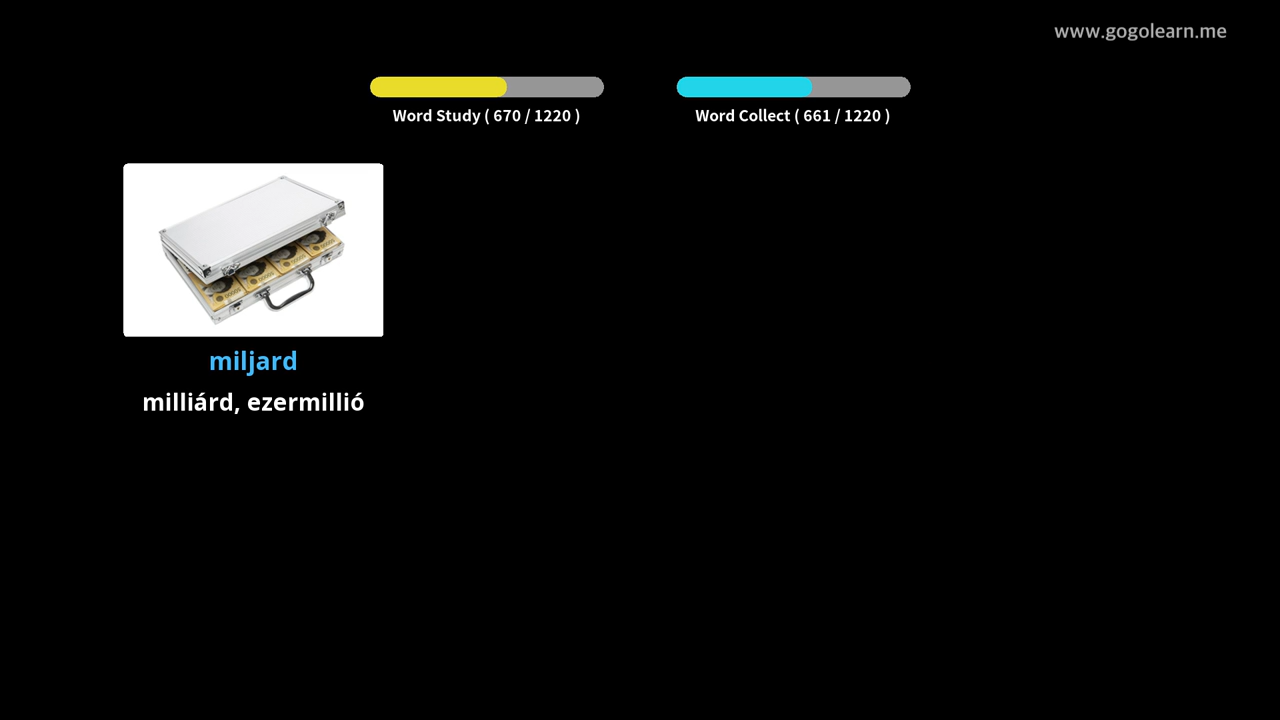 www.gogolearn.me
Word Study ( 670 / 1220 )
Word Collect ( 661 / 1220 )
miljard
milliárd, ezermillió